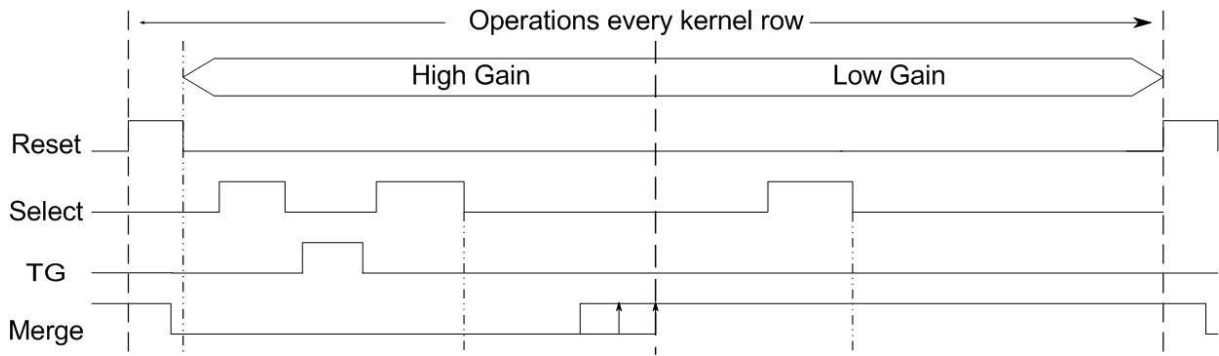 Operations every kernel row
High Gain
Low Gain
Reset
Select
TG
Merge